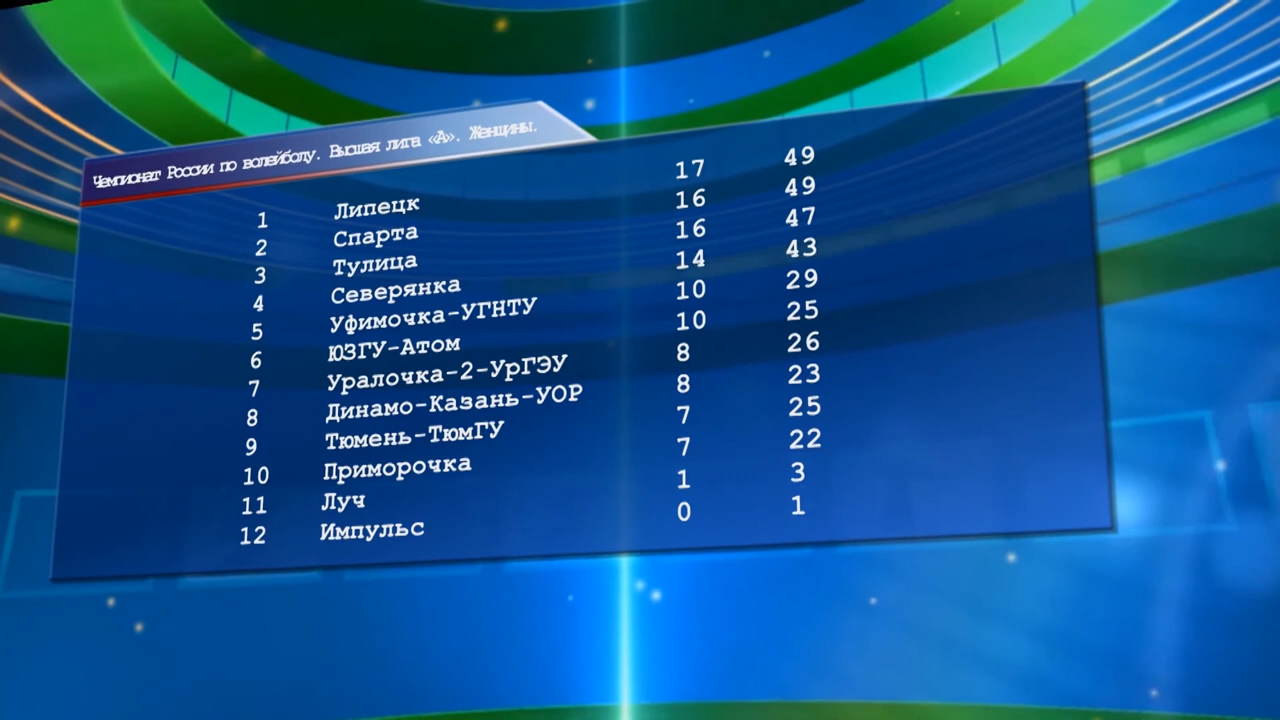 Чемпионат России по волейболу. Высшая лига «А». Женщины.
1 Липецк 17 49
2 Спарта 16 49
3 Тулица 16 47
4 Северянка 14 43
5 Уфимочка-УГНТУ 10 29
6 ЮЗГУ-Атом 10 25
7 Уралочка-2-УрГЭУ 8 26
8 Динамо-Казань-УОР 8 23
9 Тюмень-ТюмГУ 7 25
10 Приморочка 7 22
11 Луч 1 3
12 Импульс 0 1